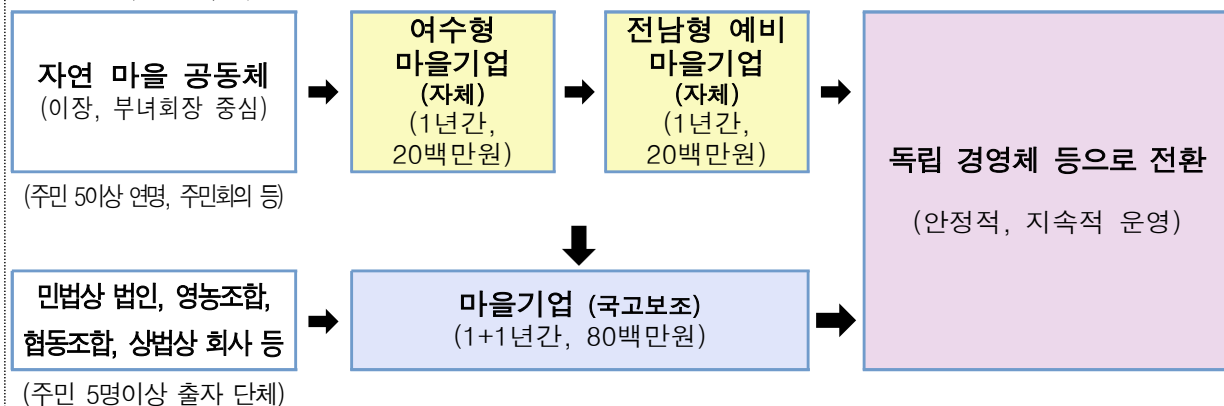 자연 마을 공동체
(이장, 부녀회장 중심)
(주민 5이상 연명, 주민회의 등)
여수형
마을기업
(자체)
(1년간,
20백만원)
전남형 예비
마을기업
(자체)
(1년간,
20백만원)
독립 경영체 등으로 전환
(안정적, 지속적 운영)
민법상 법인, 영농조합,
협동조합, 상법상 회사 등
(주민 5명이상 출자 단체)
마을기업 (국고보조)
(1+1년간, 80백만원)